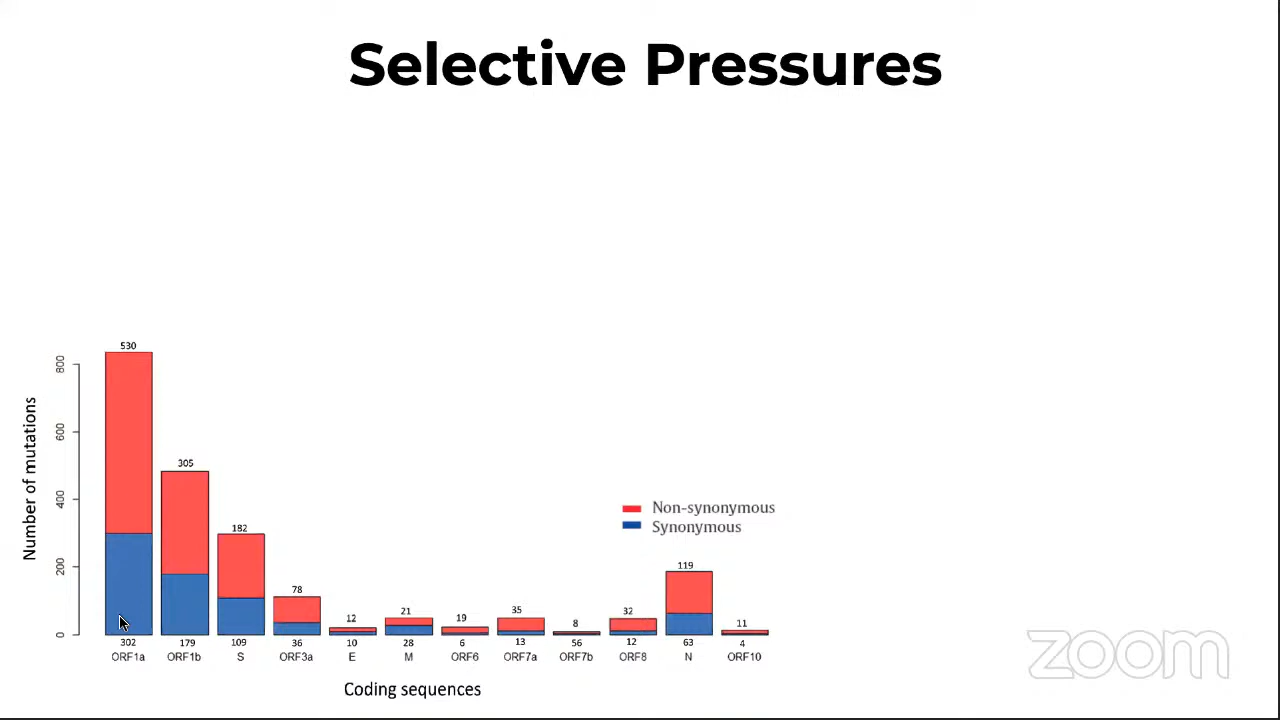 Selective Pressures
Number of mutations
800
600
400
200
0
530
305
182
78
12
21
19
35
8
32
119
11
Non-synonymous
Synonymous
302
179
109
36
10
28
6
13
56
12
63
4
ORF1a
ORF1b
S
ORF3a
E
M
ORF6
ORF7a
ORF7b
ORF8
N
ORF10
Coding sequences
zoom